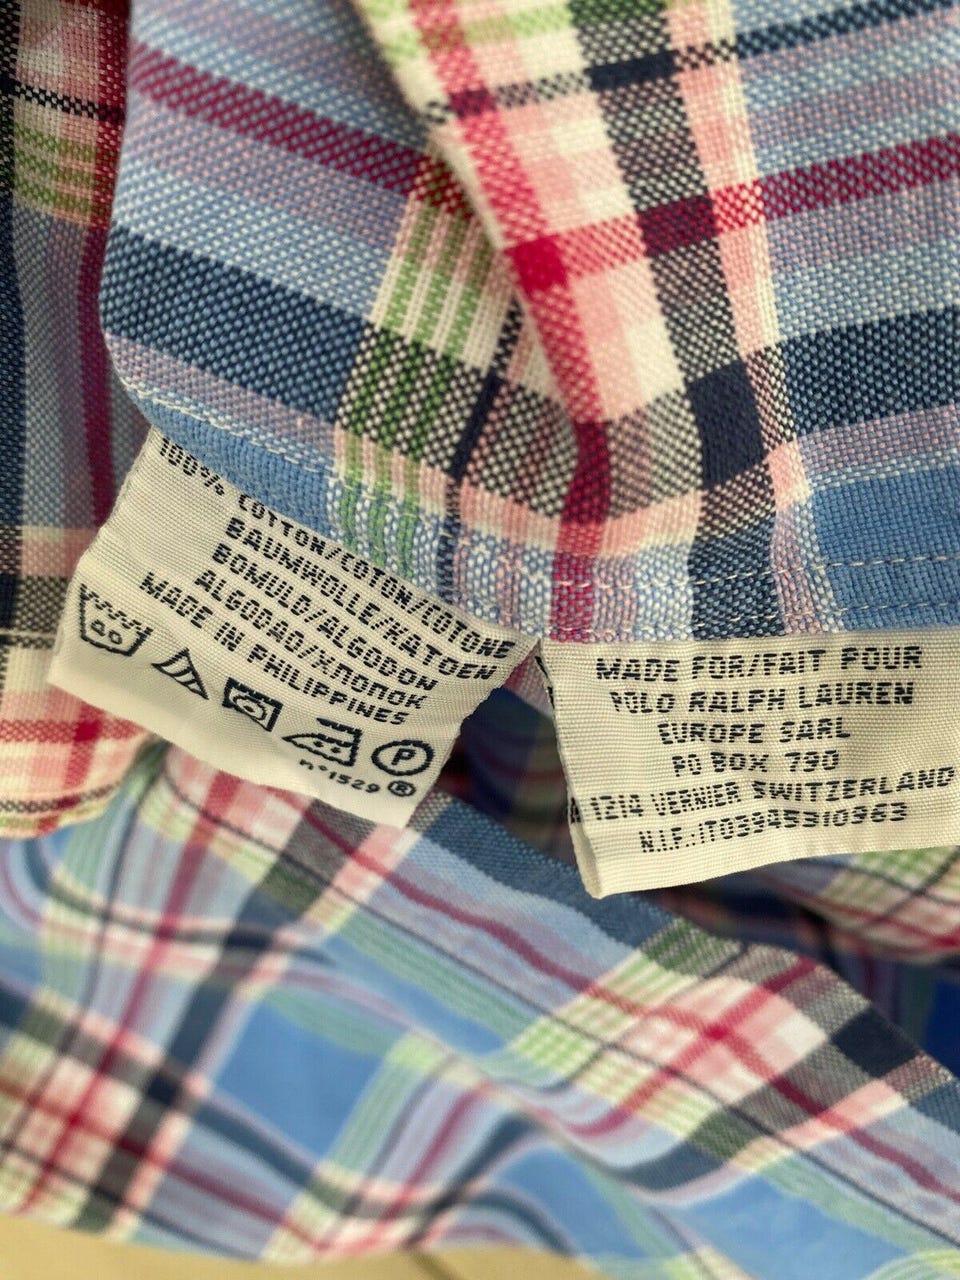 100% COTTON/COTON/COTONE
BAUMWOLLE/KATOEN
BOMULD/ALGODON
ALGODAO/ХЛОПОК
MADE IN PHILIPPINES
P
n°1529 ®
MADE FOR/FAIT POUR
POLO RALPH LAUREN
EUROPE SARL
PO BOX 790
1214 VERNIER SWITZERLAND
N.I.F.:IT03945310963